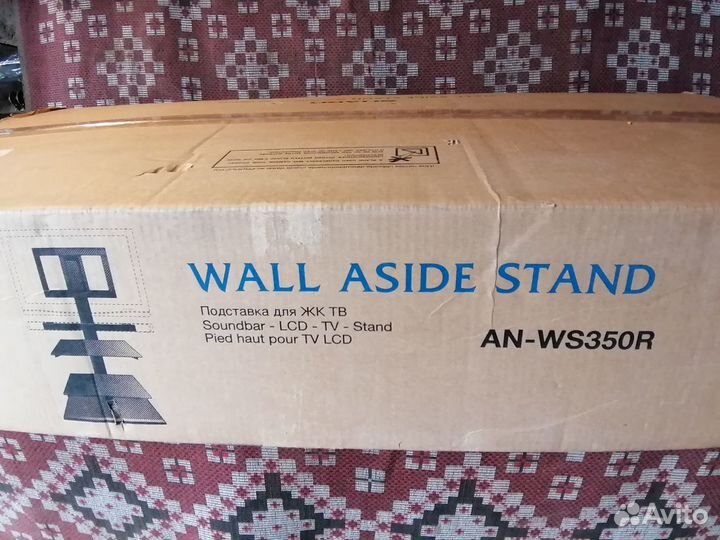 WALL ASIDE STAND
Подставка для ЖК ТВ
Soundbar - LCD - TV - Stand
Pied haut pour TV LCD
AN-WS350R
Avito